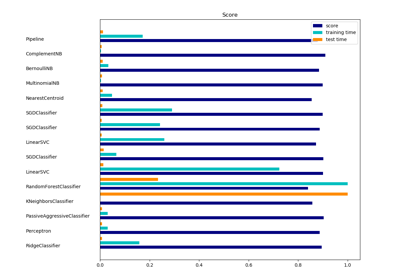 Score
score
training time
test time
Pipeline
ComplementNB
BernoulliNB
MultinomialNB
NearestCentroid
SGDClassifier
SGDClassifier
LinearSVC
SGDClassifier
LinearSVC
RandomForestClassifier
KNeighborsClassifier
PassiveAggressiveClassifier
Perceptron
RidgeClassifier
0.0 0.2 0.4 0.6 0.8 1.0